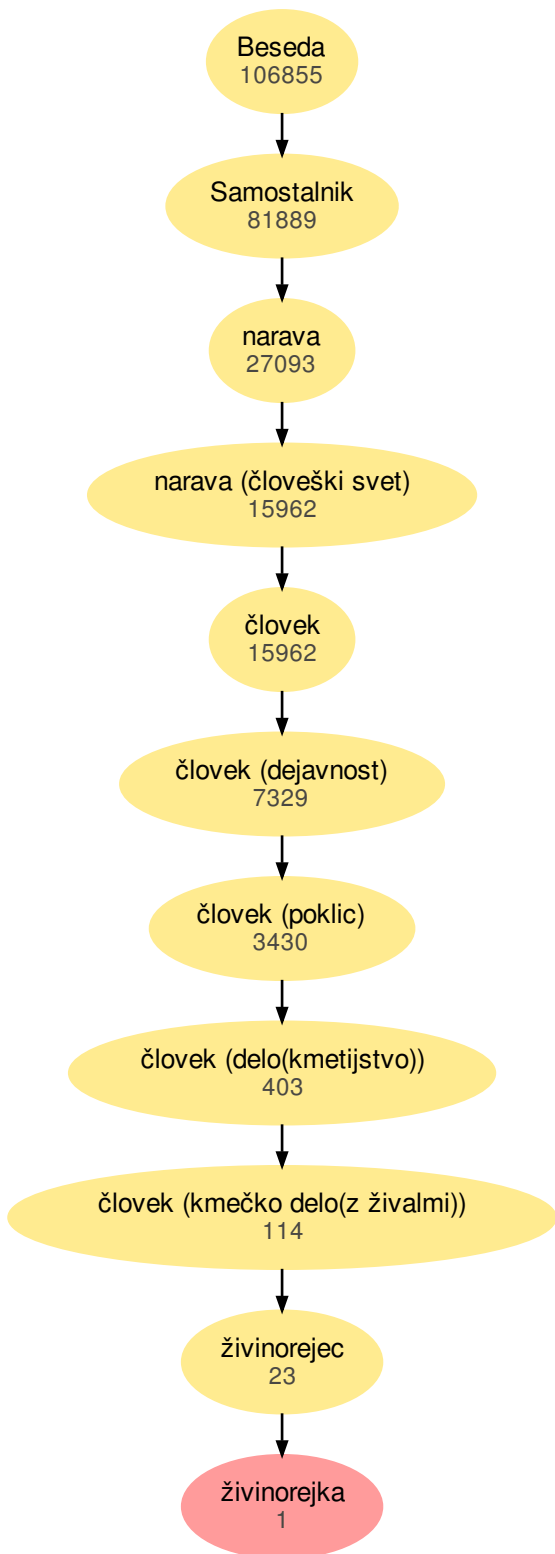 Beseda
106855
Samostalnik
81889
narava
27093
narava (človeški svet)
15962
človek
15962
človek (dejavnost)
7329
človek (poklic)
3430
človek (delo(kmetijstvo))
403
človek (kmečko delo(z živalmi))
114
živinorejec
23
živinorejka
1